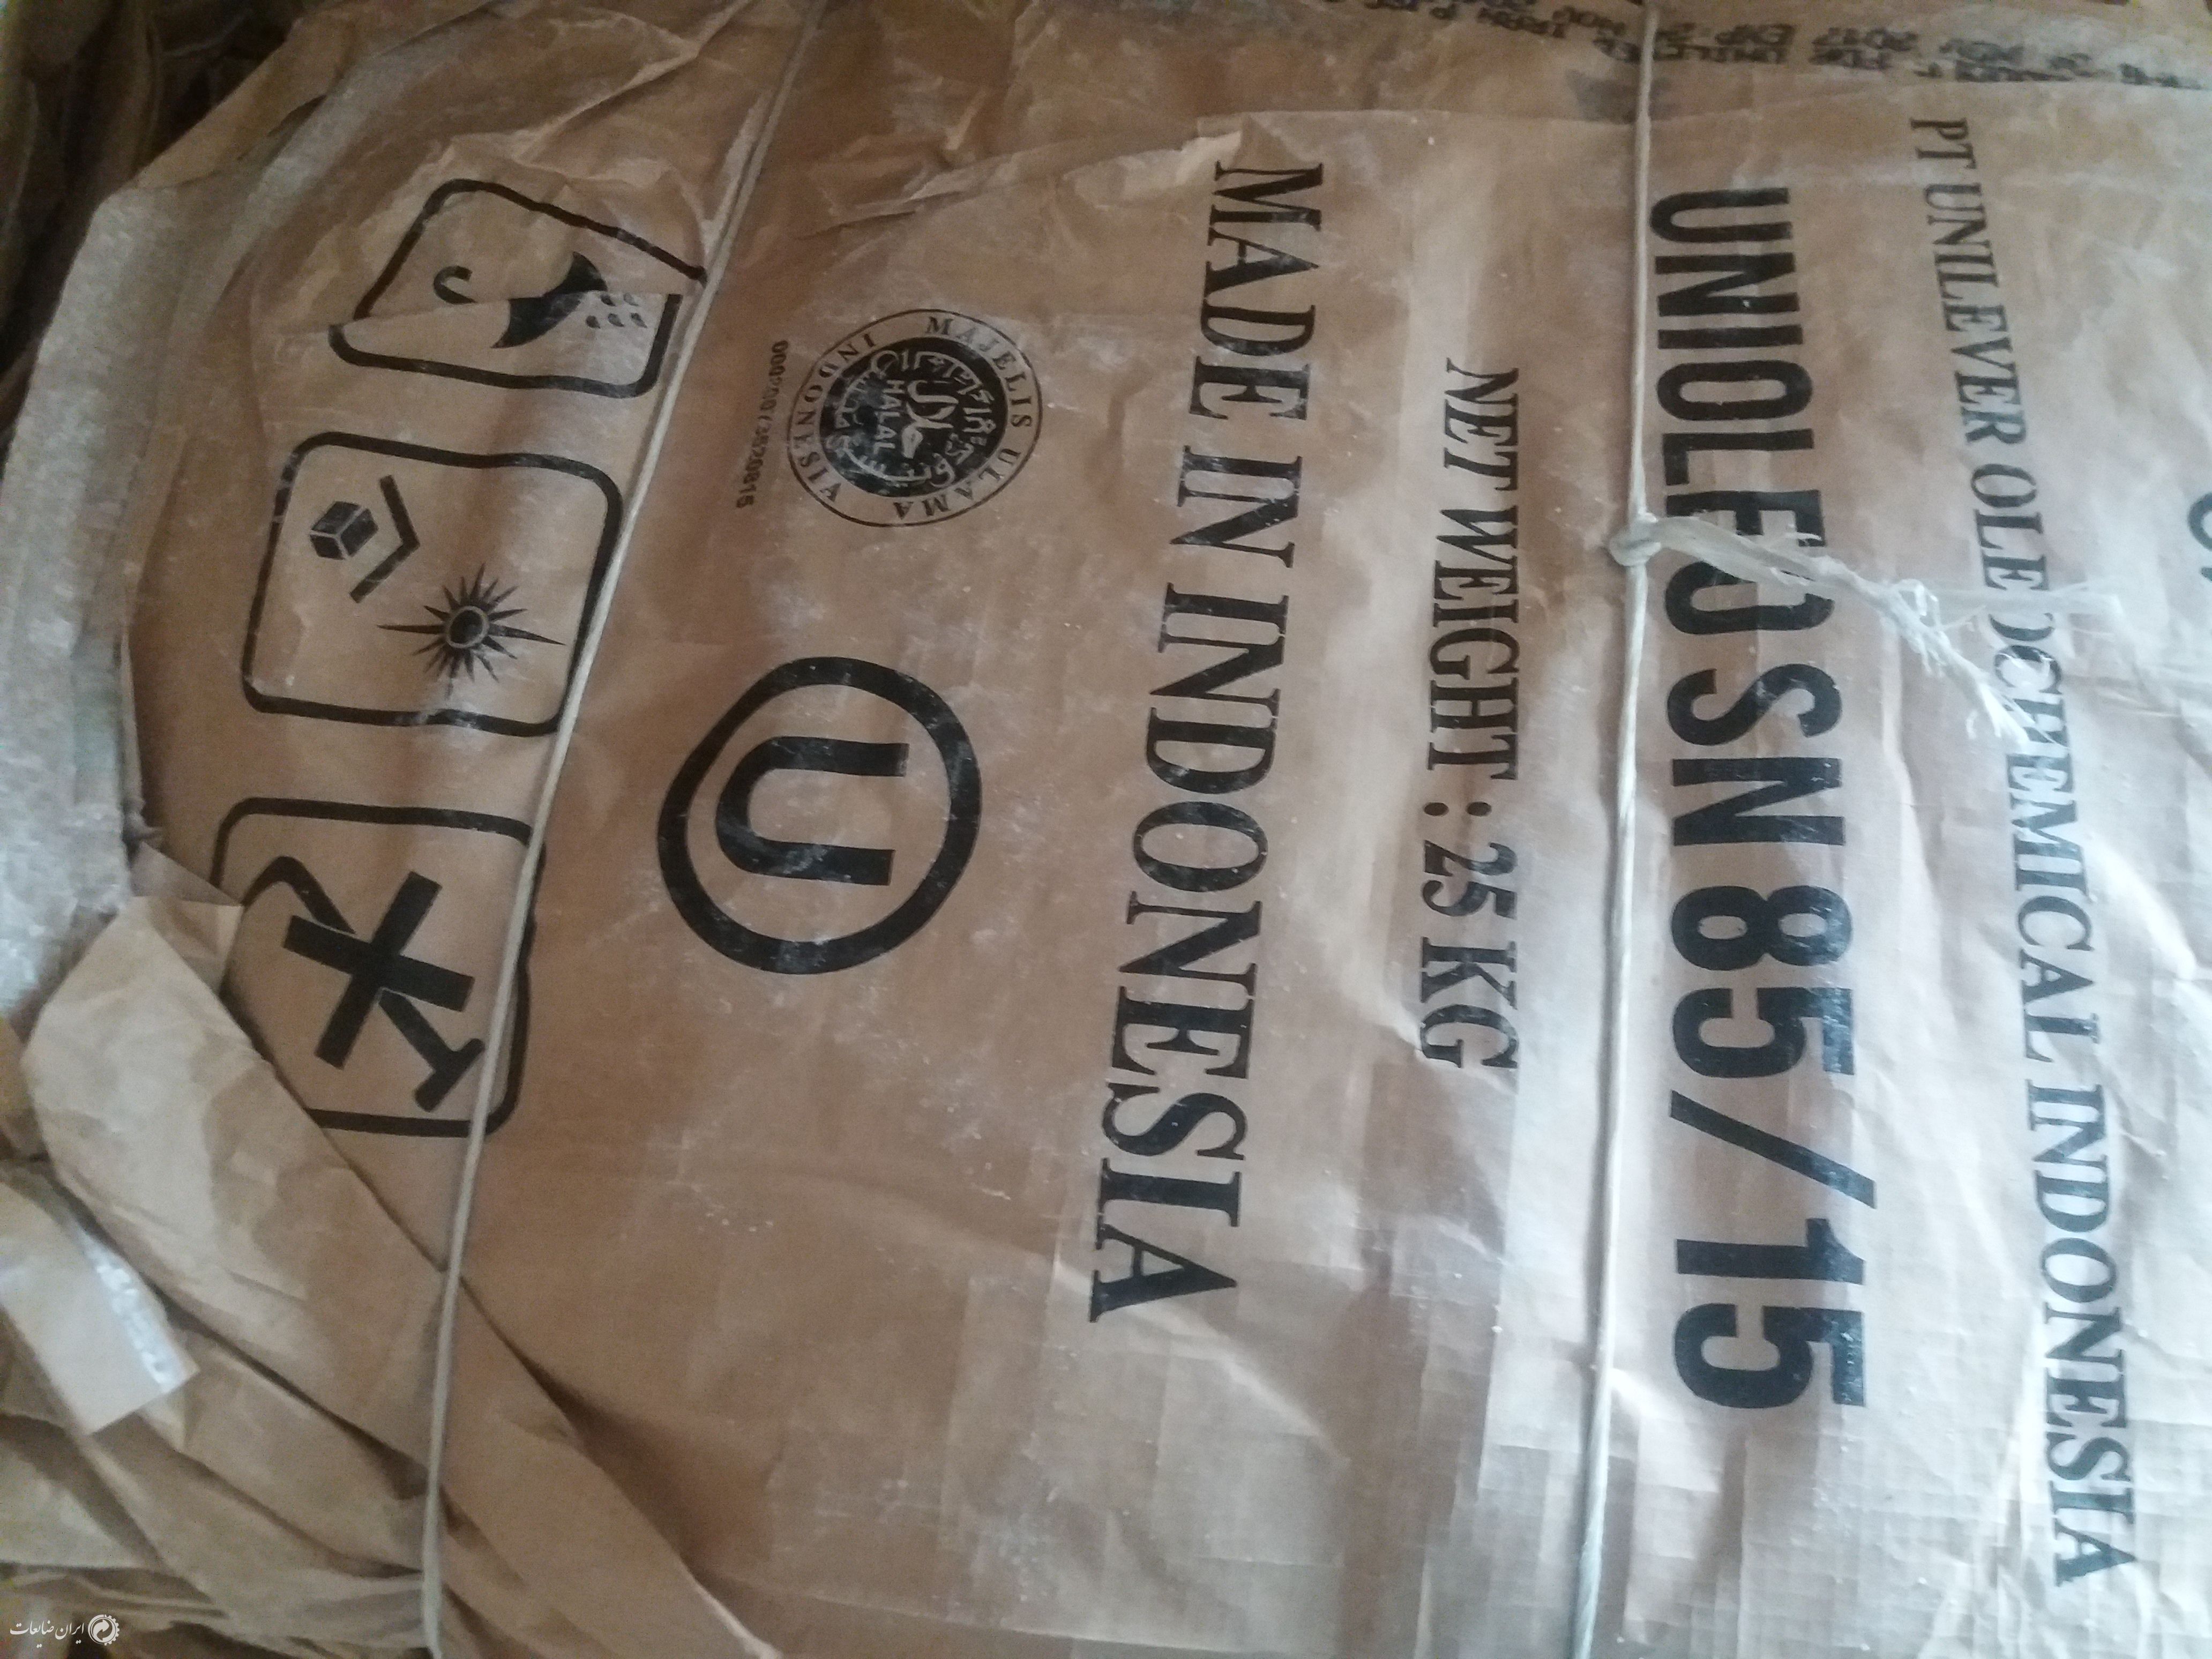 PT UNILEVER OLEOCHEMICAL INDONESIA
UNIOLEO SN 85/15
NET WEIGHT : 25 KG
MADE IN INDONESIA
MAJELIS ULAMA INDONESIA
HALAL
U
ایران ضایعات